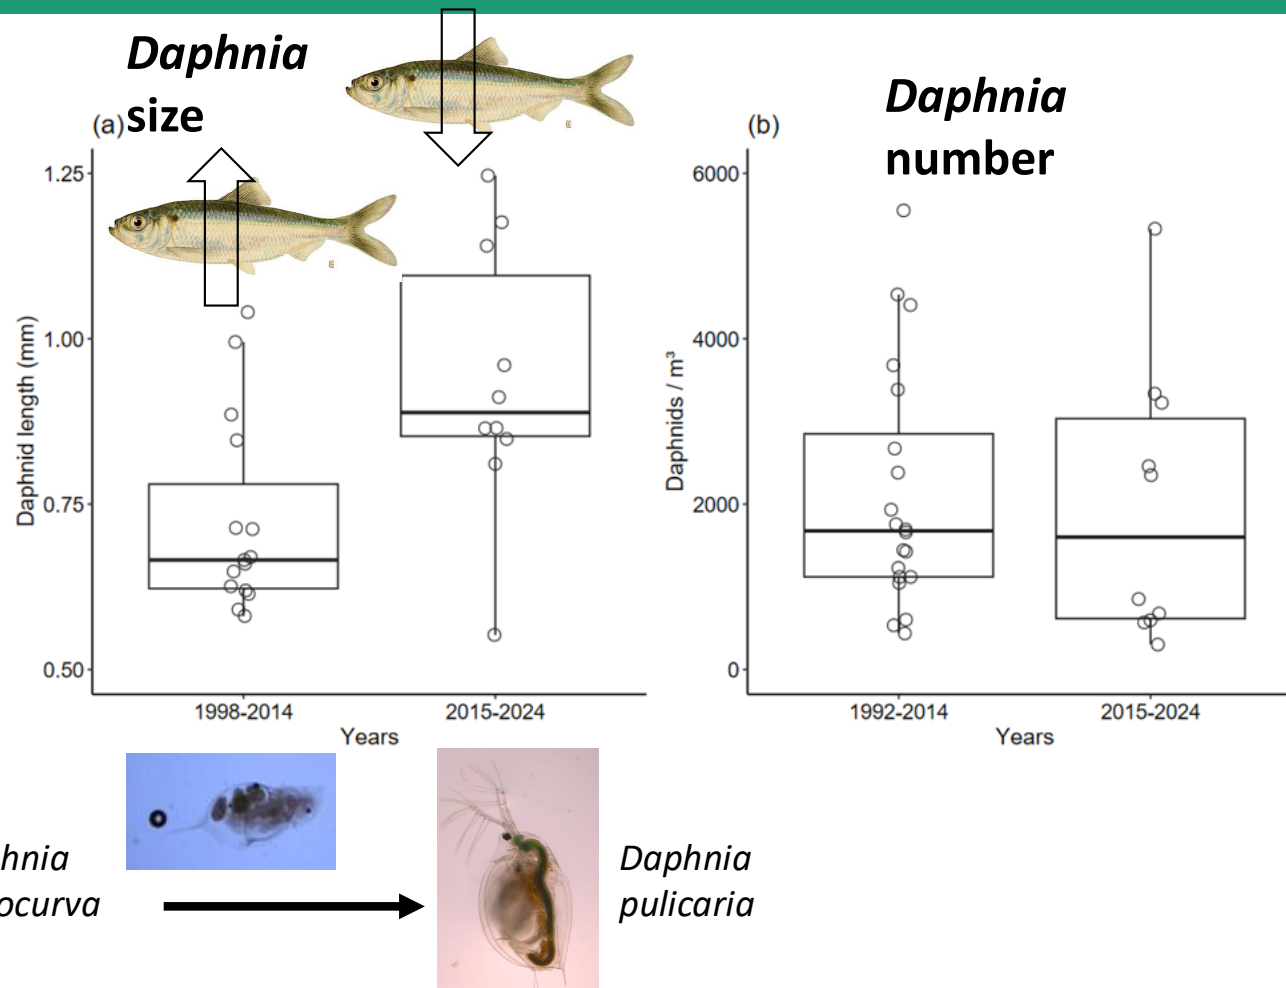 Daphnia
size
(a)
1.25
1.00
0.75
0.50
Daphnid length (mm)
1998-2014
2015-2024
Years
Daphnia
number
(b)
6000
4000
2000
0
Daphnids / m³
1992-2014
2015-2024
Years
hnia
ocurva
Daphnia
pulicaria